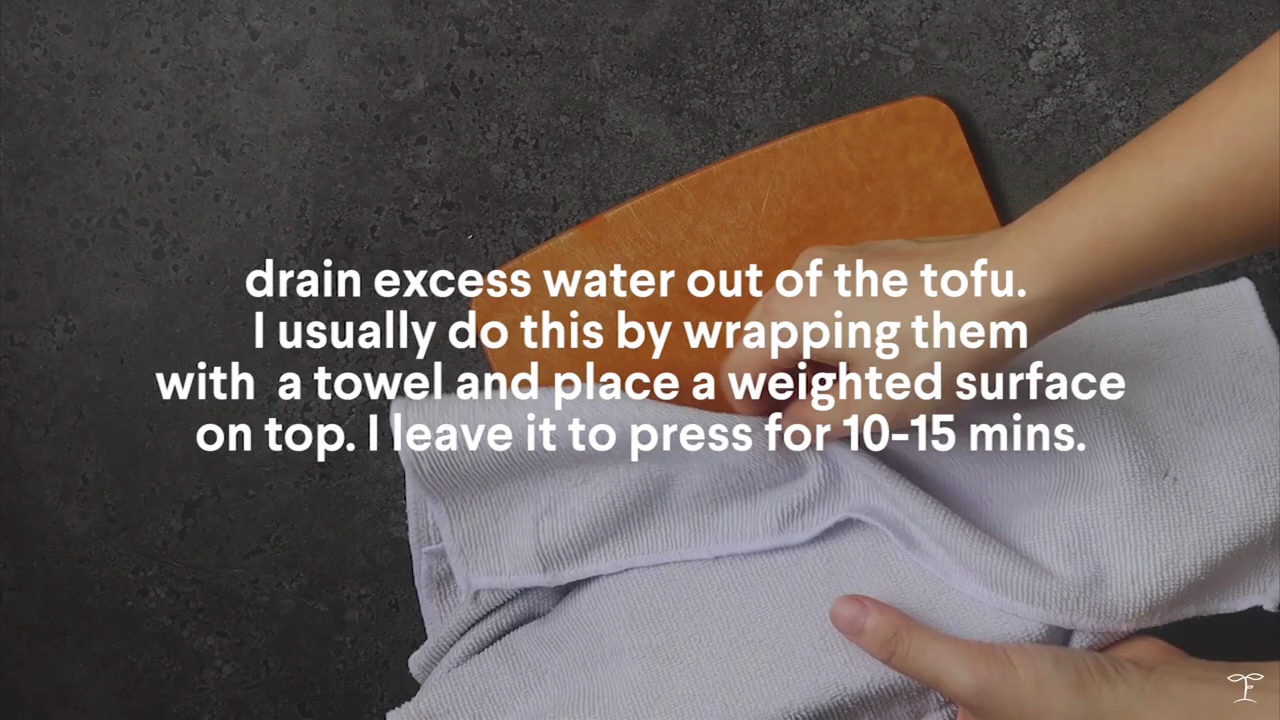 drain excess water out of the tofu.
I usually do this by wrapping them
with  a towel and place a weighted surface
on top. I leave it to press for 10-15 mins.